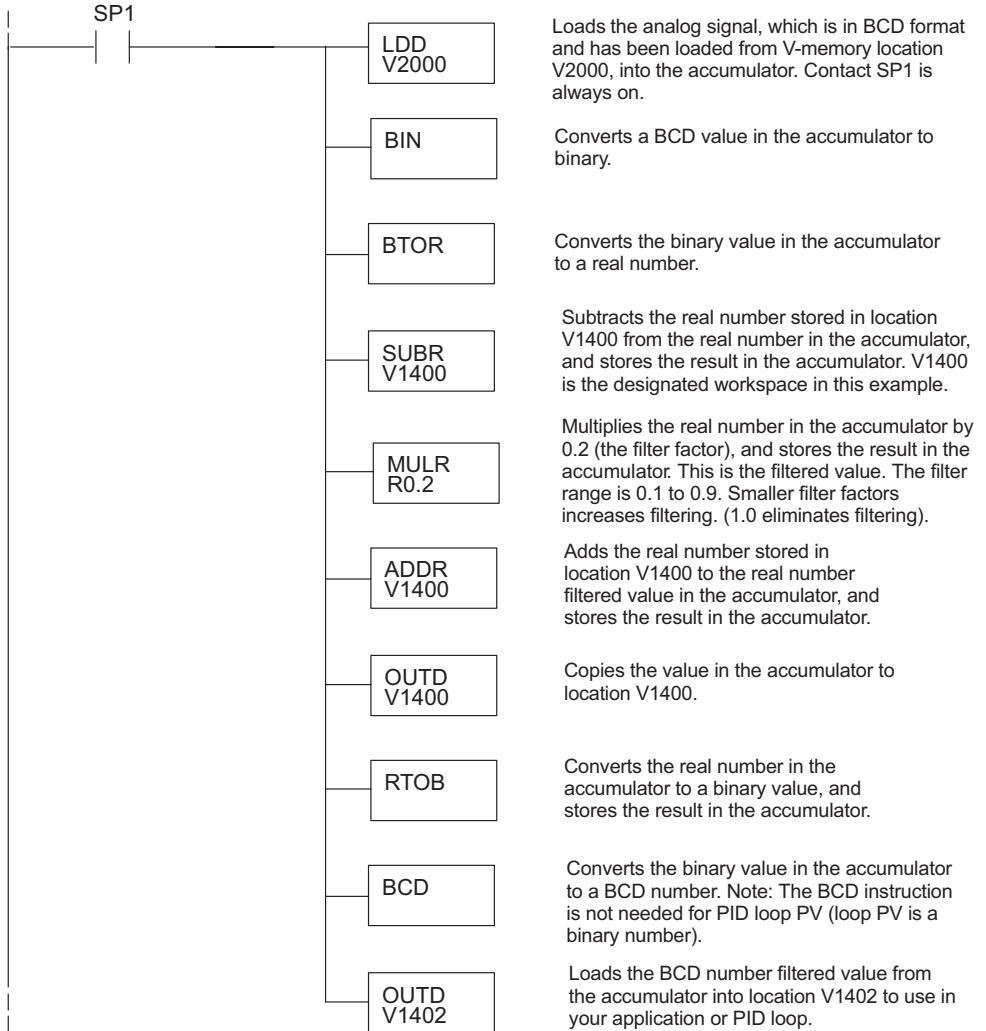 SP1
LDD
V2000
Loads the analog signal, which is in BCD format
and has been loaded from V-memory location
V2000, into the accumulator. Contact SP1 is
always on.
BIN
Converts a BCD value in the accumulator to
binary.
BTOR
Converts the binary value in the accumulator
to a real number.
SUBR
V1400
Subtracts the real number stored in location
V1400 from the real number in the accumulator,
and stores the result in the accumulator. V1400
is the designated workspace in this example.
MULR
R0.2
Multiplies the real number in the accumulator by
0.2 (the filter factor), and stores the result in the
accumulator. This is the filtered value. The filter
range is 0.1 to 0.9. Smaller filter factors
increases filtering. (1.0 eliminates filtering).
ADDR
V1400
Adds the real number stored in
location V1400 to the real number
filtered value in the accumulator, and
stores the result in the accumulator.
OUTD
V1400
Copies the value in the accumulator to
location V1400.
RTOB
Converts the real number in the
accumulator to a binary value, and
stores the result in the accumulator.
BCD
Converts the binary value in the accumulator
to a BCD number. Note: The BCD instruction
is not needed for PID loop PV (loop PV is a
binary number).
OUTD
V1402
Loads the BCD number filtered value from
the accumulator into location V1402 to use in
your application or PID loop.